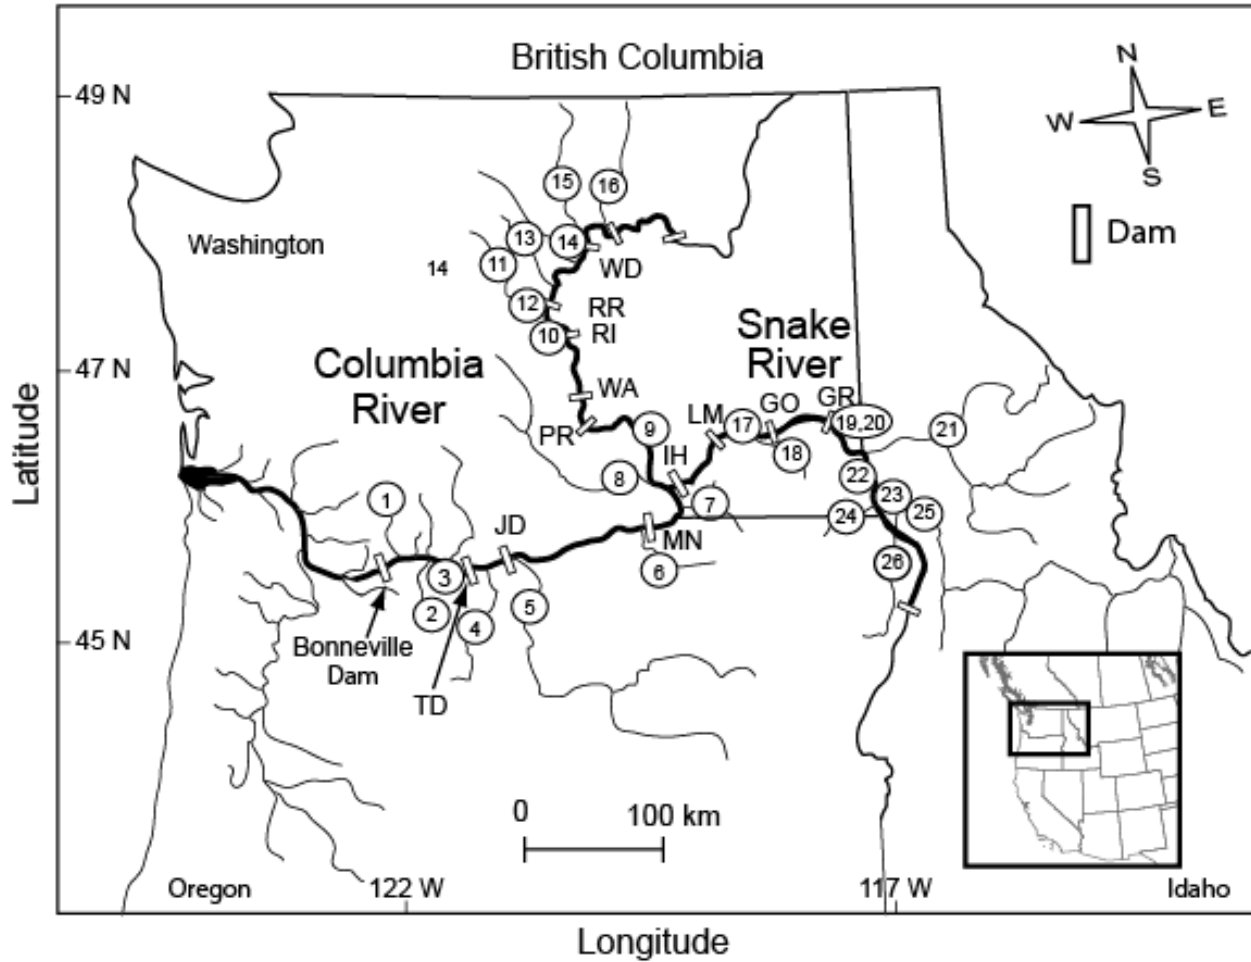 British Columbia
N
W
E
S
49 N
Dam
15
16
Washington
13
14
11
14
WD
12
RR
10
RI
Snake
River
47 N
Columbia
River
WA
PR
9
LM
17
GO
GR
19,20
21
18
IH
8
22
7
23
24
25
1
JD
MN
6
26
3
2
4
5
45 N
Bonneville
Dam
TD
0
100 km
Oregon
122 W
117 W
Idaho
Latitude
Longitude